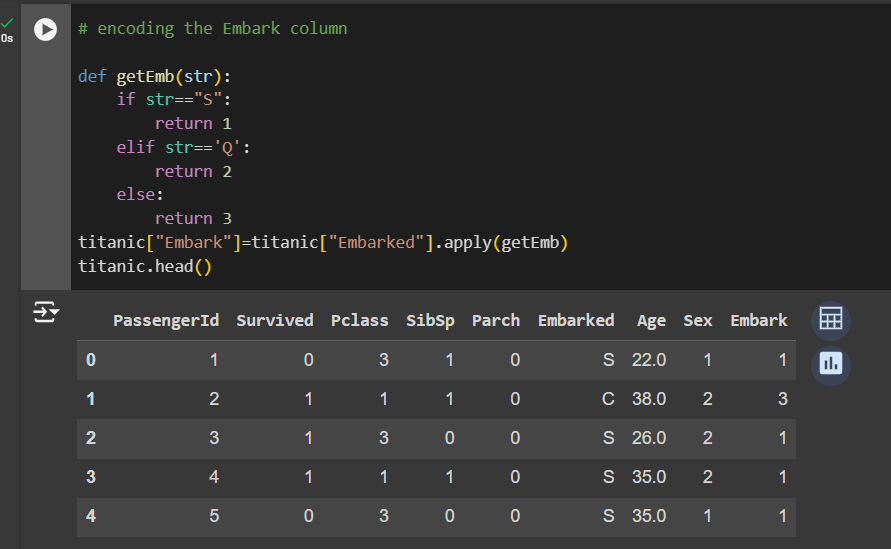 0s
# encoding the Embark column
def getEmb(str):
    if str=="S":
        return 1
    elif str=='Q':
        return 2
    else:
        return 3
titanic["Embark"]=titanic["Embarked"].apply(getEmb)
titanic.head()
PassengerId Survived Pclass SibSp Parch Embarked Age Sex Embark
0 1 0 3 1 0 S 22.0 1 1
1 2 1 1 1 0 C 38.0 2 3
2 3 1 3 0 0 S 26.0 2 1
3 4 1 1 1 0 S 35.0 2 1
4 5 0 3 0 0 S 35.0 1 1